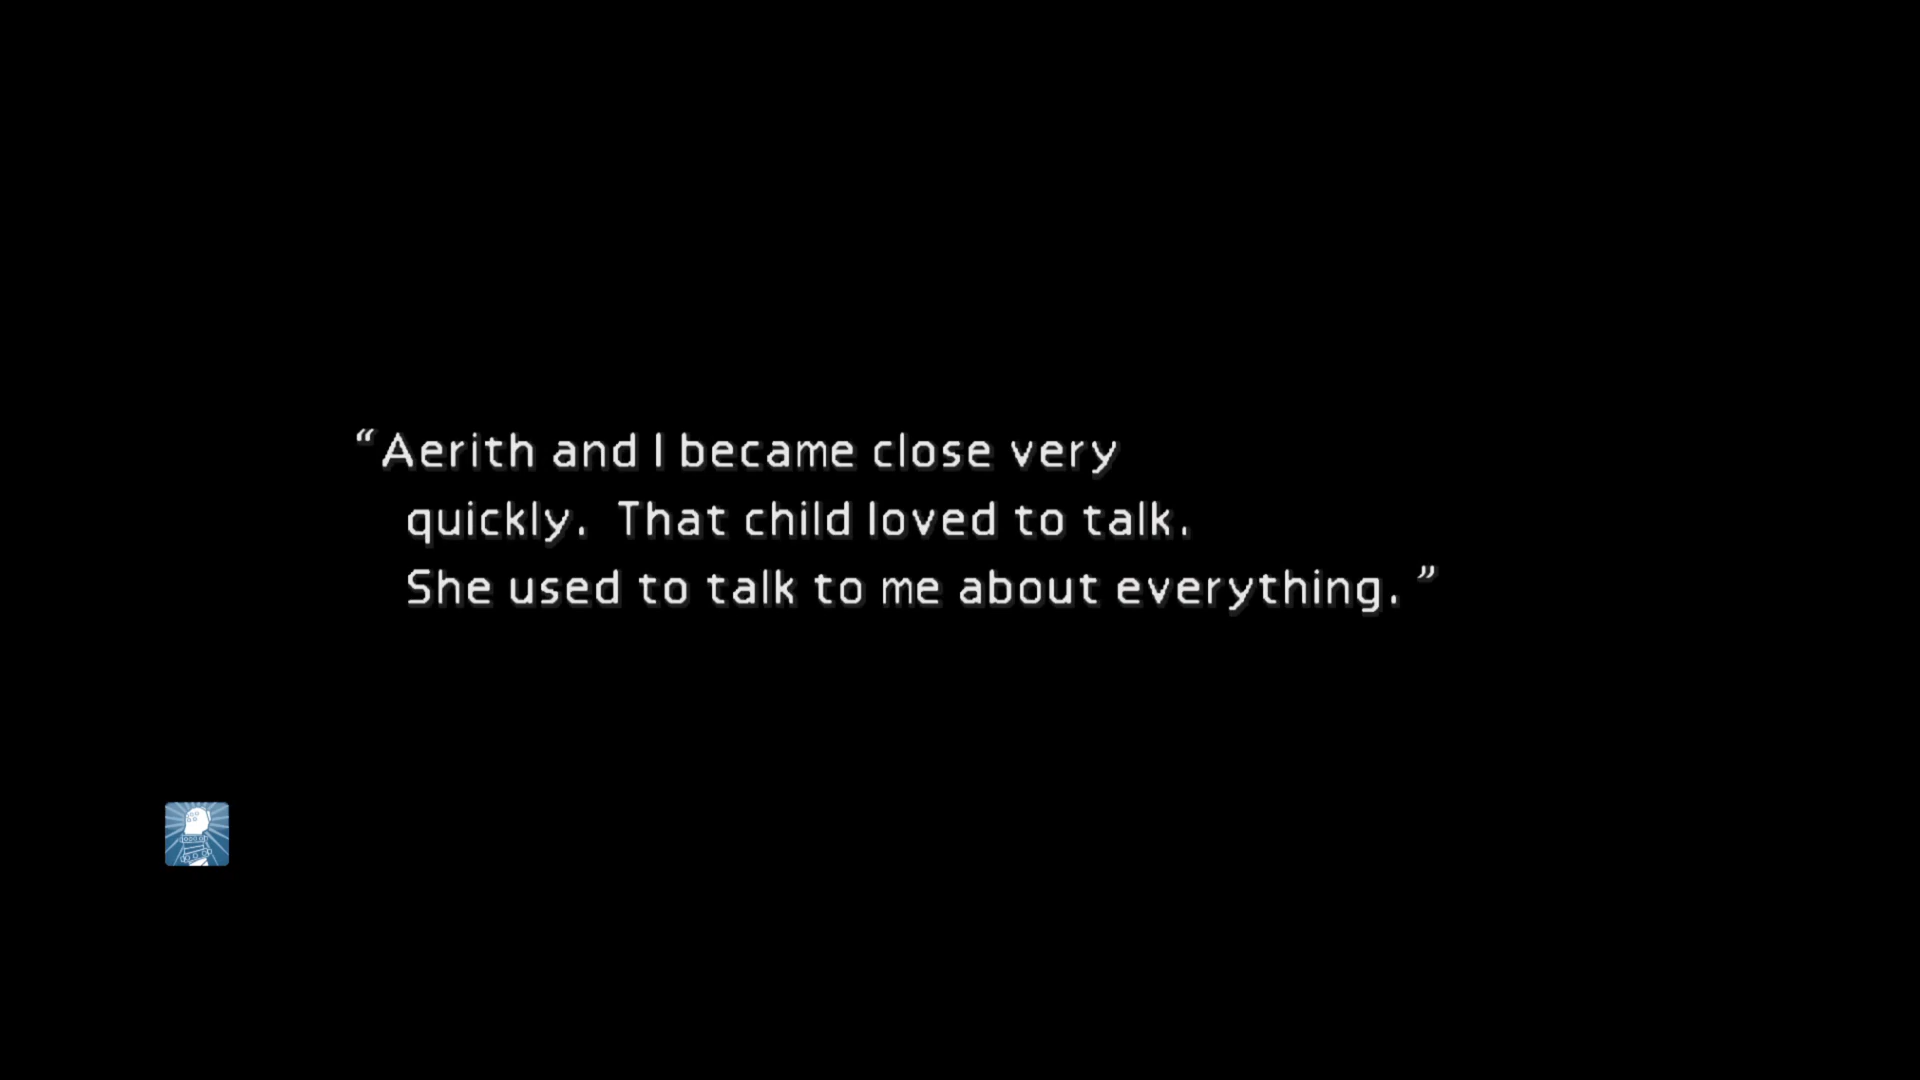 “Aerith and I became close very
quickly. That child loved to talk.
She used to talk to me about everything. ”